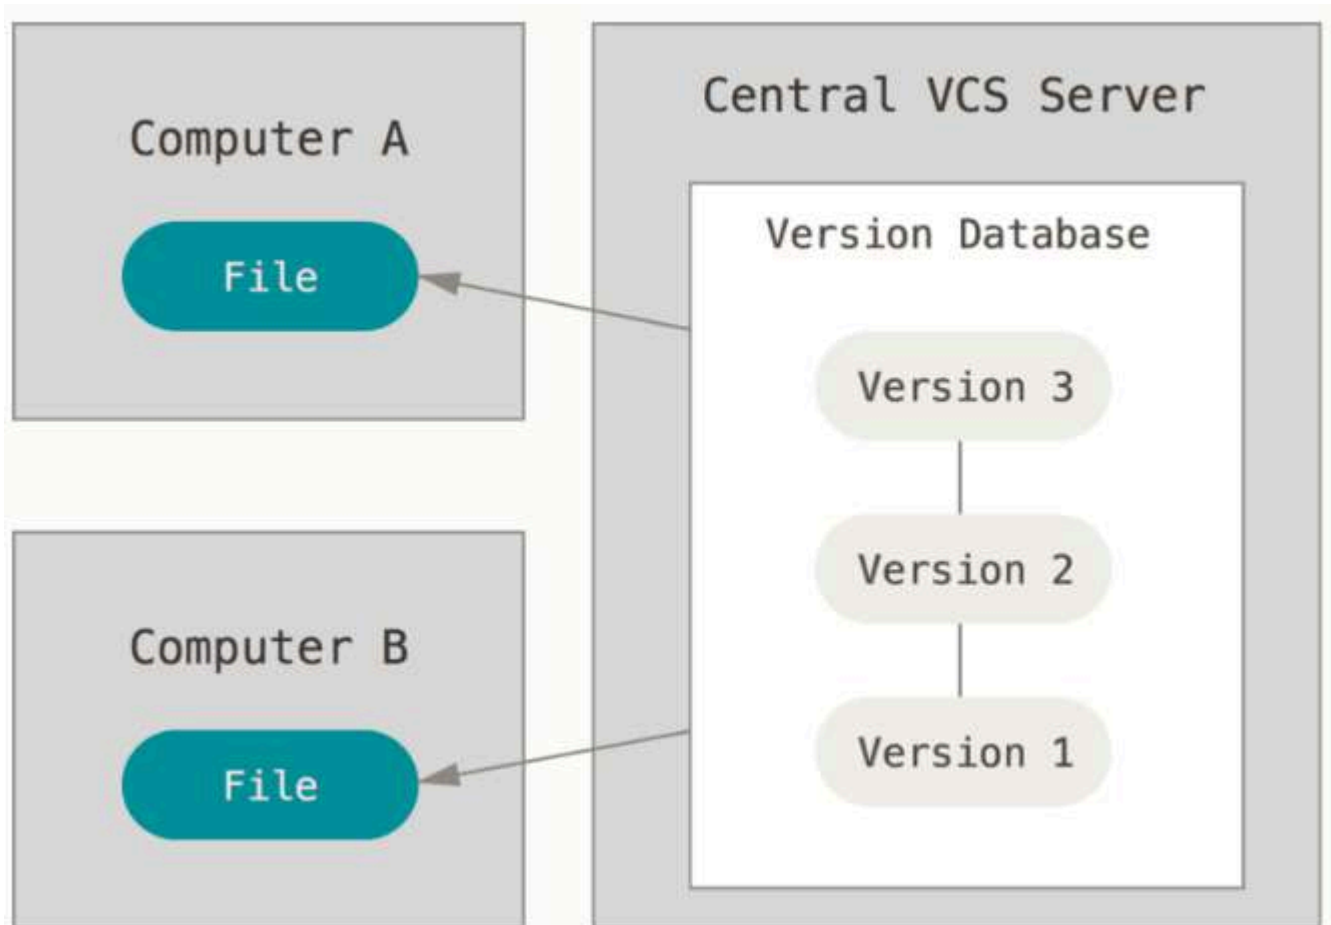 Computer A
File
Computer B
File
Central VCS Server
Version Database
Version 3
Version 2
Version 1